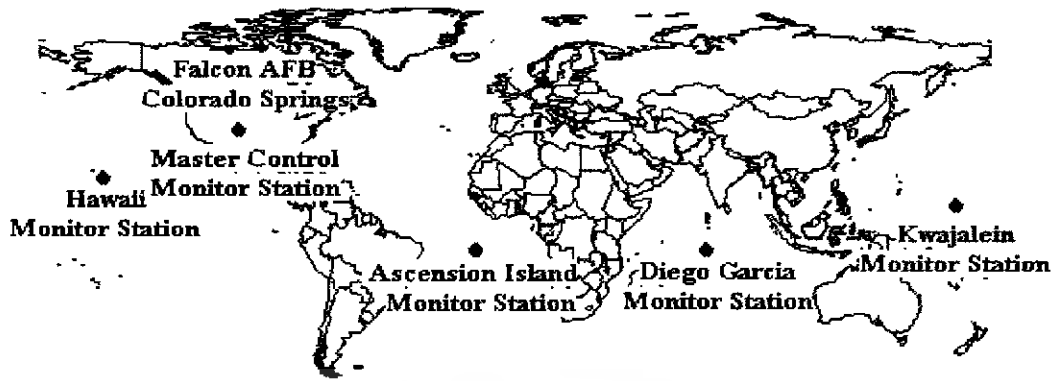 Falcon AFB
Colorado Springs
Master Control
Monitor Station
Hawaii
Monitor Station
Ascension Island
Monitor Station
Diego Garcia
Monitor Station
Kwajalein
Monitor Station